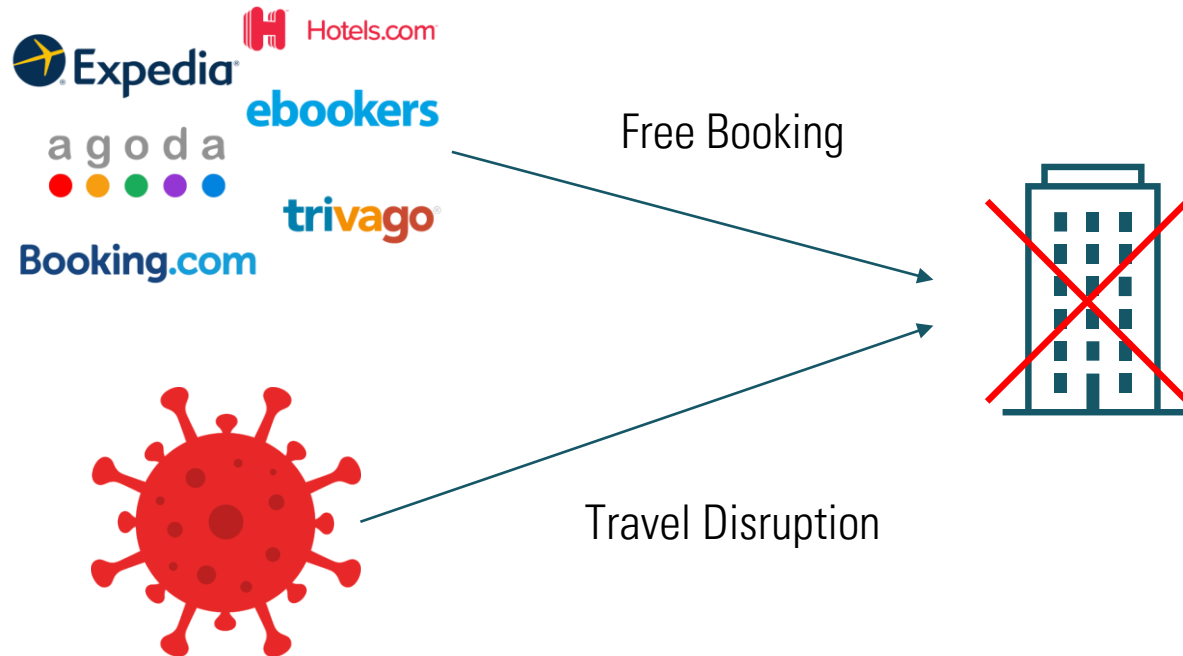 Hotels.com
Expedia®
ebookers
agoda
trivago®
Booking.com
Free Booking
Travel Disruption